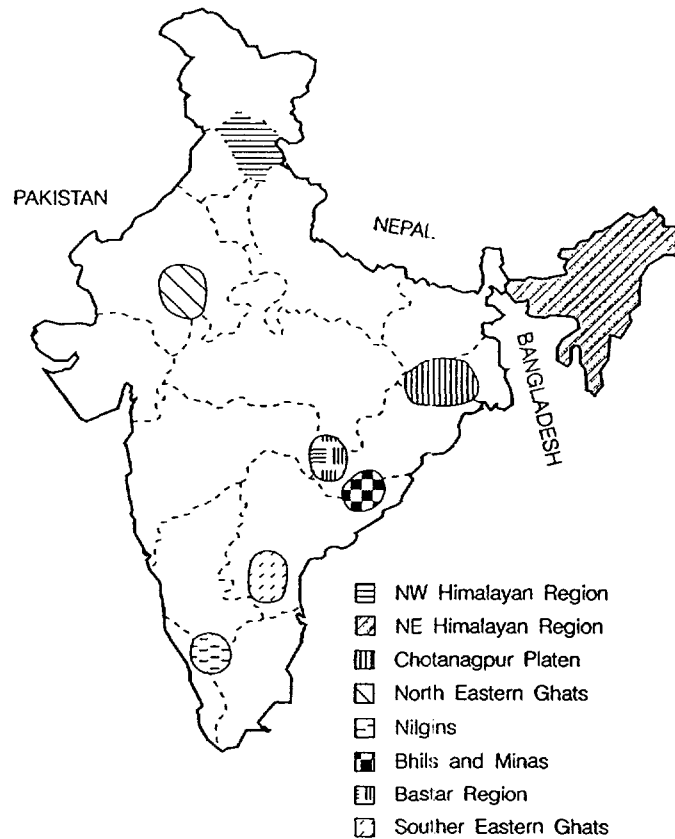 PAKISTAN
NEPAL
BANGLADESH
NW Himalayan Region
NE Himalayan Region
Chotanagpur Platen
North Eastern Ghats
Nilgins
Bhils and Minas
Bastar Region
Souther Eastern Ghats